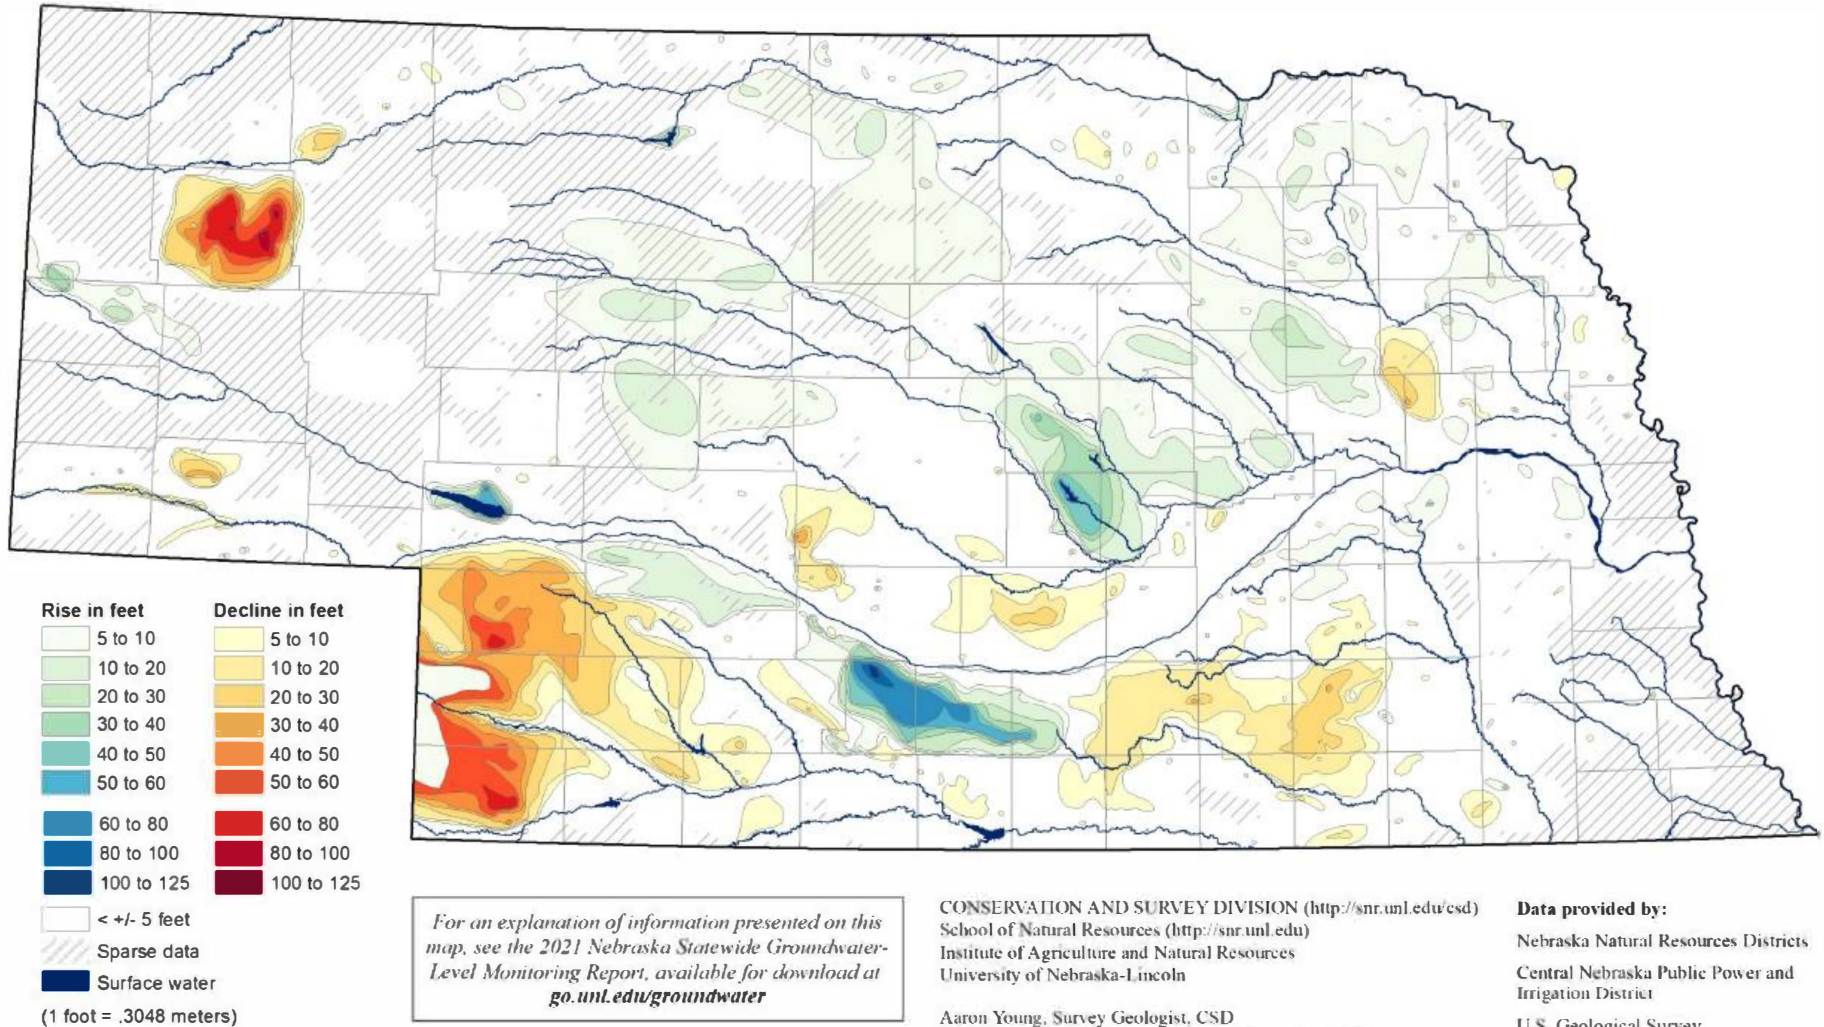 Rise in feet
5 to 10
10 to 20
20 to 30
30 to 40
40 to 50
50 to 60
60 to 80
80 to 100
100 to 125
Decline in feet
5 to 10
10 to 20
20 to 30
30 to 40
40 to 50
50 to 60
60 to 80
80 to 100
100 to 125
< +/- 5 feet
Sparse data
Surface water
(1 foot = .3048 meters)
For an explanation of information presented on this
map, see the 2021 Nebraska Statewide Groundwater-
Level Monitoring Report, available for download at
go.unl.edu/groundwater
CONSERVATION AND SURVEY DIVISION (http://snr.unl.edu/csd)
School of Natural Resources (http://snr.unl.edu)
Institute of Agriculture and Natural Resources
University of Nebraska-Lincoln
Aaron Young, Survey Geologist, CSD
Data provided by:
Nebraska Natural Resources Districts
Central Nebraska Public Power and
Irrigation District
U.S. Geological Survey